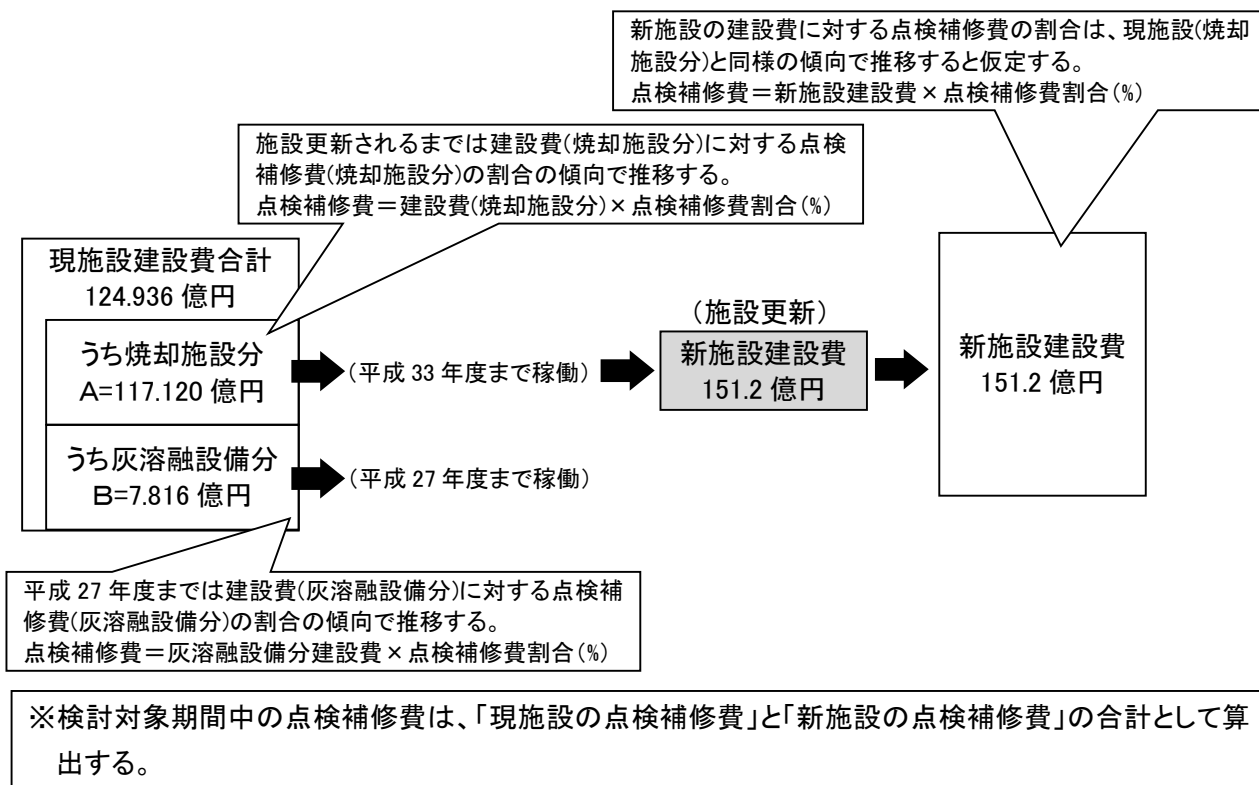 新施設の建設費に対する点検補修費の割合は、現施設(焼却
施設分)と同様の傾向で推移すると仮定する。
点検補修費＝新施設建設費×点検補修費割合(%)
施設更新されるまでは建設費(焼却施設分)に対する点検
補修費(焼却施設分)の割合の傾向で推移する。
点検補修費＝建設費(焼却施設分)×点検補修費割合(%)
現施設建設費合計
124.936 億円
うち焼却施設分
A=117.120 億円
(平成 33 年度まで稼働)
（施設更新）
新施設建設費
151.2 億円
新施設建設費
151.2 億円
うち灰溶融設備分
B=7.816 億円
(平成 27 年度まで稼働)
平成 27 年度までは建設費(灰溶融設備分)に対する点検補
修費(灰溶融設備分)の割合の傾向で推移する。
点検補修費＝灰溶融設備分建設費×点検補修費割合(%)
※検討対象期間中の点検補修費は、「現施設の点検補修費」と「新施設の点検補修費」の合計として算
出する。